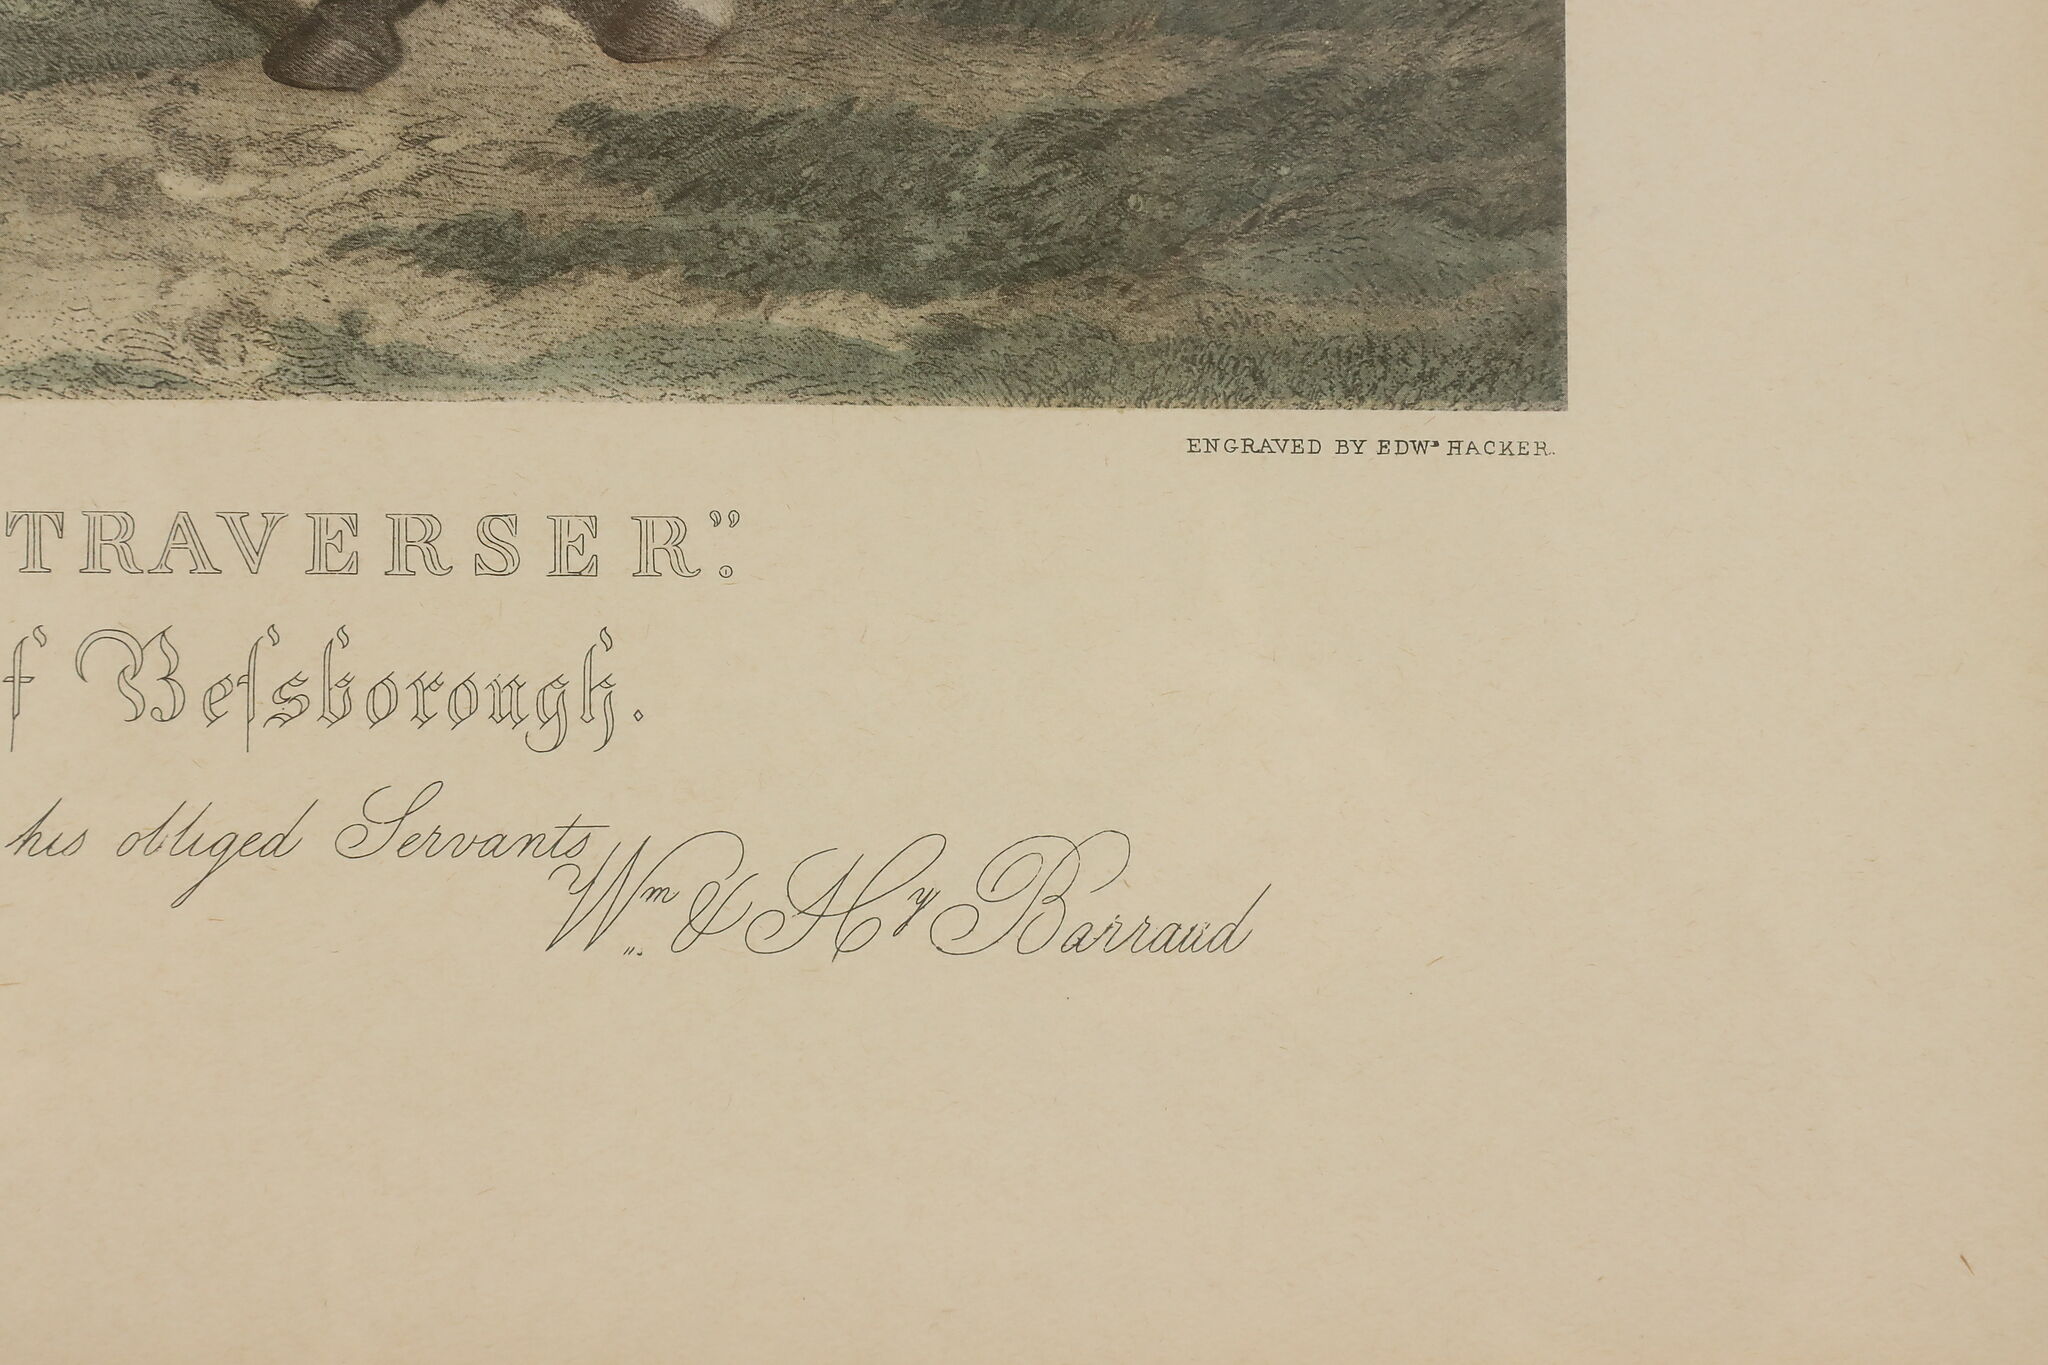 ENGRAVED BY EDWᴰ HACKER.
TRAVERSER."
f Beſsborough.
his obliged Servants
Wm & Hy Barraud